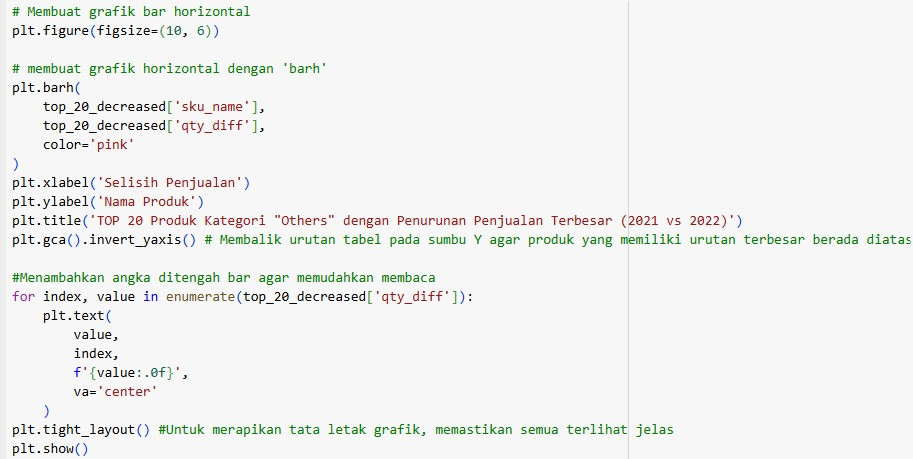 # Membuat grafik bar horizontal
plt.figure(figsize=(10, 6))

# membuat grafik horizontal dengan 'barh'
plt.barh(
    top_20_decreased['sku_name'],
    top_20_decreased['qty_diff'],
    color='pink'
)
plt.xlabel('Selisih Penjualan')
plt.ylabel('Nama Produk')
plt.title('TOP 20 Produk Kategori "Others" dengan Penurunan Penjualan Terbesar (2021 vs 2022)')
plt.gca().invert_yaxis() # Membalik urutan tabel pada sumbu Y agar produk yang memiliki urutan terbesar berada diatas

#Menambahkan angka ditengah bar agar memudahkan membaca
for index, value in enumerate(top_20_decreased['qty_diff']):
    plt.text(
        value,
        index,
        f'{value:.0f}',
        va='center'
    )
plt.tight_layout() #Untuk merapikan tata letak grafik, memastikan semua terlihat jelas
plt.show()